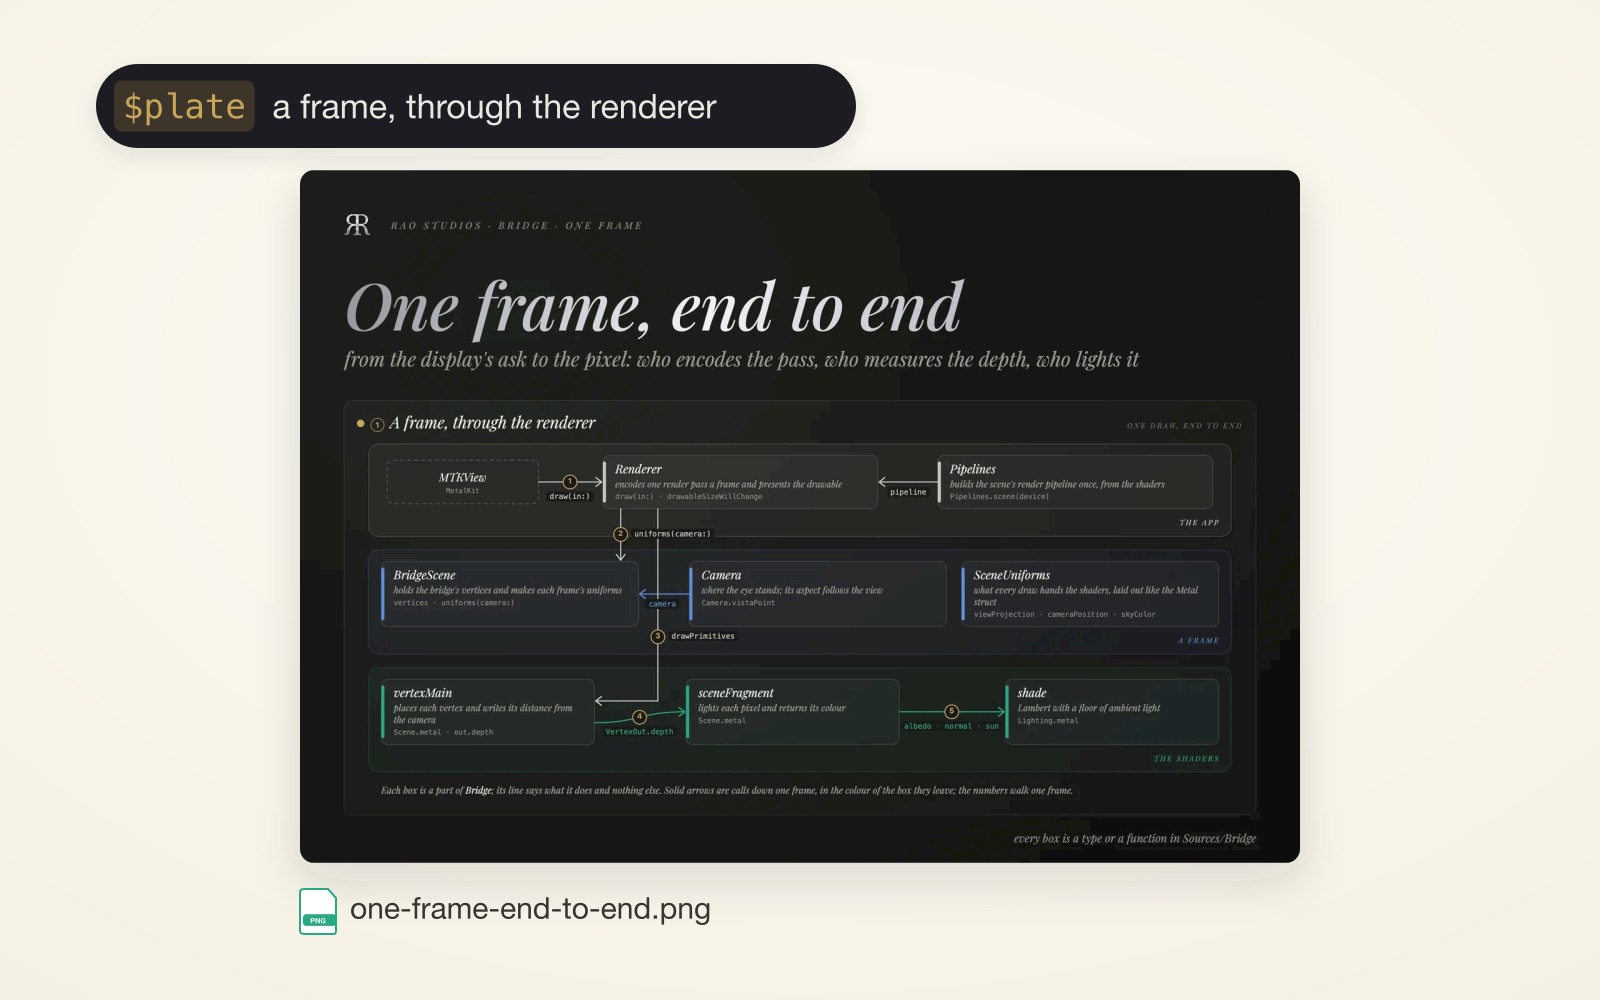 $plate a frame, through the renderer
RAO STUDIOS · BRIDGE · ONE FRAME
One frame, end to end
from the display's ask to the pixel: who encodes the pass, who measures the depth, who lights it
1 A frame, through the renderer
ONE DRAW, END TO END
MTKView
MetalKit
1
draw(in:)
Renderer
encodes one render pass a frame and presents the drawable
draw(in:) · drawableSizeWillChange
pipeline
Pipelines
builds the scene's render pipeline once, from the shaders
Pipelines.scene(device)
THE APP
2 uniforms(camera:)
BridgeScene
holds the bridge's vertices and makes each frame's uniforms
vertices · uniforms(camera:)
camera
Camera
where the eye stands; its aspect follows the view
Camera.vistaPoint
SceneUniforms
what every draw hands the shaders, laid out like the Metal
struct
viewProjection · cameraPosition · skyColor
A FRAME
3 drawPrimitives
vertexMain
places each vertex and writes its distance from
the camera
Scene.metal · out.depth
4
VertexOut.depth
sceneFragment
lights each pixel and returns its colour
Scene.metal
5
albedo · normal · sun
shade
Lambert with a floor of ambient light
Lighting.metal
THE SHADERS
Each box is a part of Bridge; its line says what it does and nothing else. Solid arrows are calls down one frame, in the colour of the box they leave; the numbers walk one frame.
every box is a type or a function in Sources/Bridge
PNG
one-frame-end-to-end.png